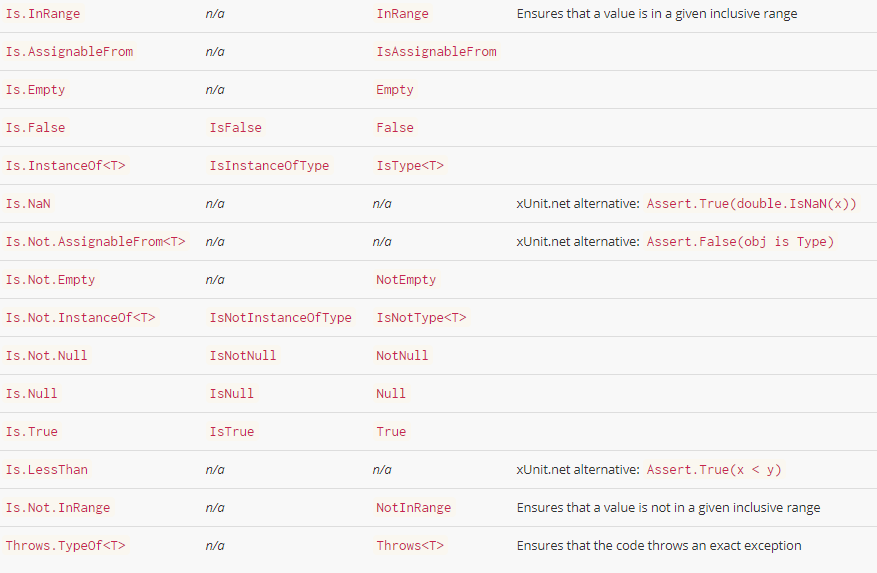 Is.InRange n/a InRange Ensures that a value is in a given inclusive range
Is.AssignableFrom n/a IsAssignableFrom
Is.Empty n/a Empty
Is.False IsFalse False
Is.InstanceOf<T> IsInstanceOfType IsType<T>
Is.NaN n/a n/a xUnit.net alternative: Assert.True(double.IsNaN(x))
Is.Not.AssignableFrom<T> n/a n/a xUnit.net alternative: Assert.False(obj is Type)
Is.Not.Empty n/a NotEmpty
Is.Not.InstanceOf<T> IsNotInstanceOfType IsNotType<T>
Is.Not.Null IsNotNull NotNull
Is.Null IsNull Null
Is.True IsTrue True
Is.LessThan n/a n/a xUnit.net alternative: Assert.True(x < y)
Is.Not.InRange n/a NotInRange Ensures that a value is not in a given inclusive range
Throws.TypeOf<T> n/a Throws<T> Ensures that the code throws an exact exception